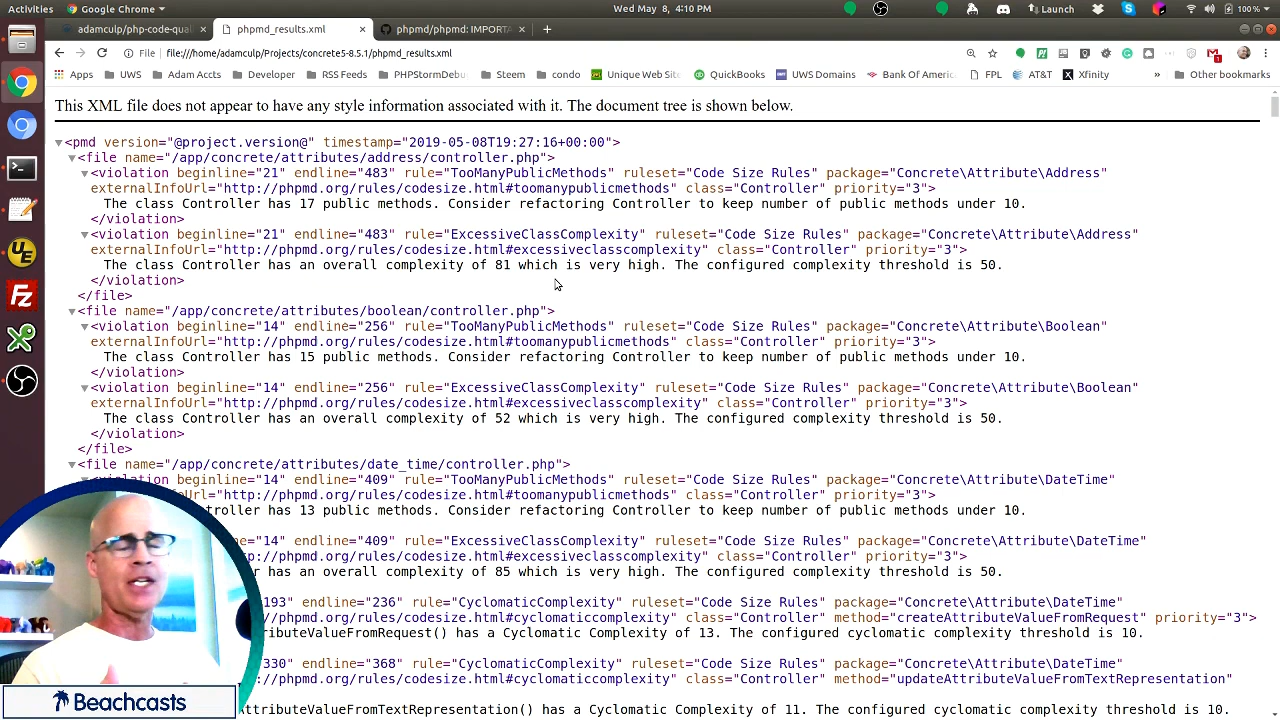 Activities Google Chrome Wed May 8, 4:10 PM Launch 100%
adamculp/php-code-qual phpmd_results.xml phpmd/phpmd: IMPORTA
File file:///home/adamculp/Projects/concrete5-8.5.1/phpmd_results.xml
Apps UWS Adam Accts Developer RSS Feeds PHPStormDebu Steem condo Unique Web Sit QuickBooks UWS Domains Bank Of Americ FPL AT&T Xfinity » Other bookmarks
This XML file does not appear to have any style information associated with it. The document tree is shown below.
<pmd version="@project.version@" timestamp="2019-05-08T19:27:16+00:00">
<file name="/app/concrete/attributes/address/controller.php">
<violation beginline="21" endline="483" rule="TooManyPublicMethods" ruleset="Code Size Rules" package="Concrete\Attribute\Address"
externalInfoUrl="http://phpmd.org/rules/codesize.html#toomanypublicmethods" class="Controller" priority="3">
The class Controller has 17 public methods. Consider refactoring Controller to keep number of public methods under 10.
</violation>
<violation beginline="21" endline="483" rule="ExcessiveClassComplexity" ruleset="Code Size Rules" package="Concrete\Attribute\Address"
externalInfoUrl="http://phpmd.org/rules/codesize.html#excessiveclasscomplexity" class="Controller" priority="3">
The class Controller has an overall complexity of 81 which is very high. The configured complexity threshold is 50.
</violation>
</file>
<file name="/app/concrete/attributes/boolean/controller.php">
<violation beginline="14" endline="256" rule="TooManyPublicMethods" ruleset="Code Size Rules" package="Concrete\Attribute\Boolean"
externalInfoUrl="http://phpmd.org/rules/codesize.html#toomanypublicmethods" class="Controller" priority="3">
The class Controller has 15 public methods. Consider refactoring Controller to keep number of public methods under 10.
</violation>
<violation beginline="14" endline="256" rule="ExcessiveClassComplexity" ruleset="Code Size Rules" package="Concrete\Attribute\Boolean"
externalInfoUrl="http://phpmd.org/rules/codesize.html#excessiveclasscomplexity" class="Controller" priority="3">
The class Controller has an overall complexity of 52 which is very high. The configured complexity threshold is 50.
</violation>
</file>
<file name="/app/concrete/attributes/date_time/controller.php">
beginline="14" endline="409" rule="TooManyPublicMethods" ruleset="Code Size Rules" package="Concrete\Attribute\DateTime"
://phpmd.org/rules/codesize.html#toomanypublicmethods" class="Controller" priority="3">
troller has 13 public methods. Consider refactoring Controller to keep number of public methods under 10.
="14" endline="409" rule="ExcessiveClassComplexity" ruleset="Code Size Rules" package="Concrete\Attribute\DateTime"
p://phpmd.org/rules/codesize.html#excessiveclasscomplexity" class="Controller" priority="3">
has an overall complexity of 85 which is very high. The configured complexity threshold is 50.
193" endline="236" rule="CyclomaticComplexity" ruleset="Code Size Rules" package="Concrete\Attribute\DateTime"
://phpmd.org/rules/codesize.html#cyclomaticcomplexity" class="Controller" method="createAttributeValueFromRequest" priority="3">
ributeValueFromRequest() has a Cyclomatic Complexity of 13. The configured cyclomatic complexity threshold is 10.
330" endline="368" rule="CyclomaticComplexity" ruleset="Code Size Rules" package="Concrete\Attribute\DateTime"
://phpmd.org/rules/codesize.html#cyclomaticcomplexity" class="Controller" method="updateAttributeValueFromTextRepresentation"
AttributeValueFromTextRepresentation() has a Cyclomatic Complexity of 11. The configured cyclomatic complexity threshold is 10.
Beachcasts